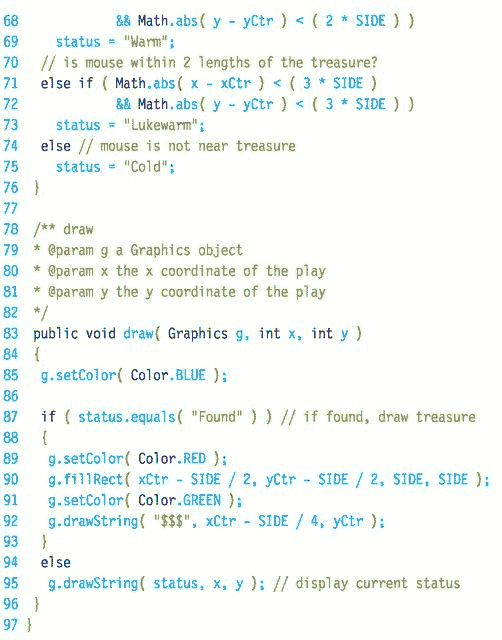 68 && Math.abs( y - yCtr ) < ( 2 * SIDE ) )
69 status = "Warm";
70 // is mouse within 2 lengths of the treasure?
71 else if ( Math.abs( x - xCtr ) < ( 3 * SIDE )
72 && Math.abs( y - yCtr ) < ( 3 * SIDE ) )
73 status = "Lukewarm";
74 else // mouse is not near treasure
75 status = "Cold";
76 }
77
78 /** draw
79 * @param g a Graphics object
80 * @param x the x coordinate of the play
81 * @param y the y coordinate of the play
82 */
83 public void draw( Graphics g, int x, int y )
84 {
85 g.setColor( Color.BLUE );
86
87 if ( status.equals( "Found" ) ) // if found, draw treasure
88 {
89 g.setColor( Color.RED );
90 g.fillRect( xCtr - SIDE / 2, yCtr - SIDE / 2, SIDE, SIDE );
91 g.setColor( Color.GREEN );
92 g.drawString( "$$$", xCtr - SIDE / 4, yCtr );
93 }
94 else
95 g.drawString( status, x, y ); // display current status
96 }
97 }